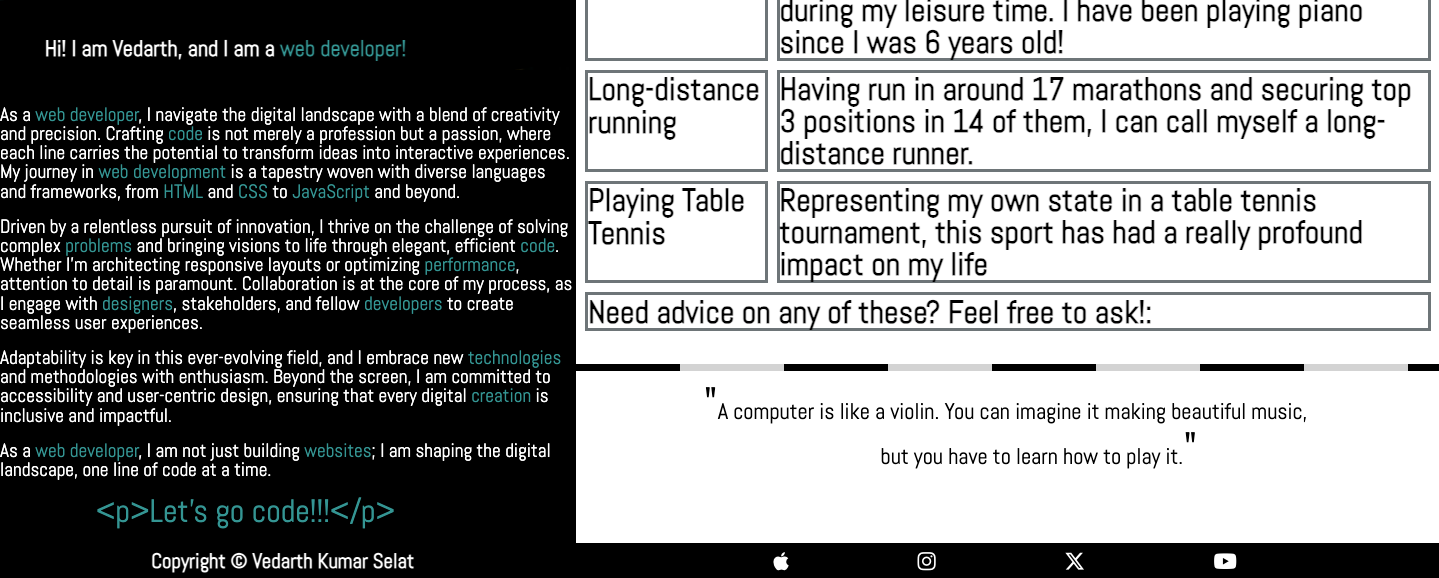 Hi! I am Vedarth, and I am a web developer!
As a web developer, I navigate the digital landscape with a blend of creativity
and precision. Crafting code is not merely a profession but a passion, where
each line carries the potential to transform ideas into interactive experiences.
My journey in web development is a tapestry woven with diverse languages
and frameworks, from HTML and CSS to JavaScript and beyond.
Driven by a relentless pursuit of innovation, I thrive on the challenge of solving
complex problems and bringing visions to life through elegant, efficient code.
Whether I'm architecting responsive layouts or optimizing performance,
attention to detail is paramount. Collaboration is at the core of my process, as
I engage with designers, stakeholders, and fellow developers to create
seamless user experiences.
Adaptability is key in this ever-evolving field, and I embrace new technologies
and methodologies with enthusiasm. Beyond the screen, I am committed to
accessibility and user-centric design, ensuring that every digital creation is
inclusive and impactful.
As a web developer, I am not just building websites; I am shaping the digital
landscape, one line of code at a time.
<p>Let's go code!!!</p>
Copyright © Vedarth Kumar Selat
during my leisure time. I have been playing piano
since I was 6 years old!
Long-distance
running
Having run in around 17 marathons and securing top
3 positions in 14 of them, I can call myself a long-
distance runner.
Playing Table
Tennis
Representing my own state in a table tennis
tournament, this sport has had a really profound
impact on my life
Need advice on any of these? Feel free to ask!:
"A computer is like a violin. You can imagine it making beautiful music,
but you have to learn how to play it."